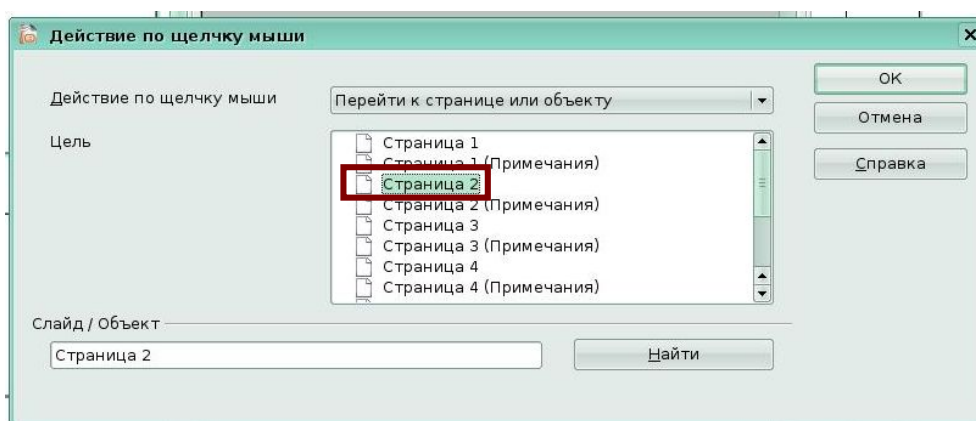 Действие по щелчку мыши
Действие по щелчку мыши
Перейти к странице или объекту
ОК
Отмена
Справка
Цель
Страница 1
Страница 1 (Примечания)
Страница 2
Страница 2 (Примечания)
Страница 3
Страница 3 (Примечания)
Страница 4
Страница 4 (Примечания)
Слайд / Объект
Страница 2
Найти